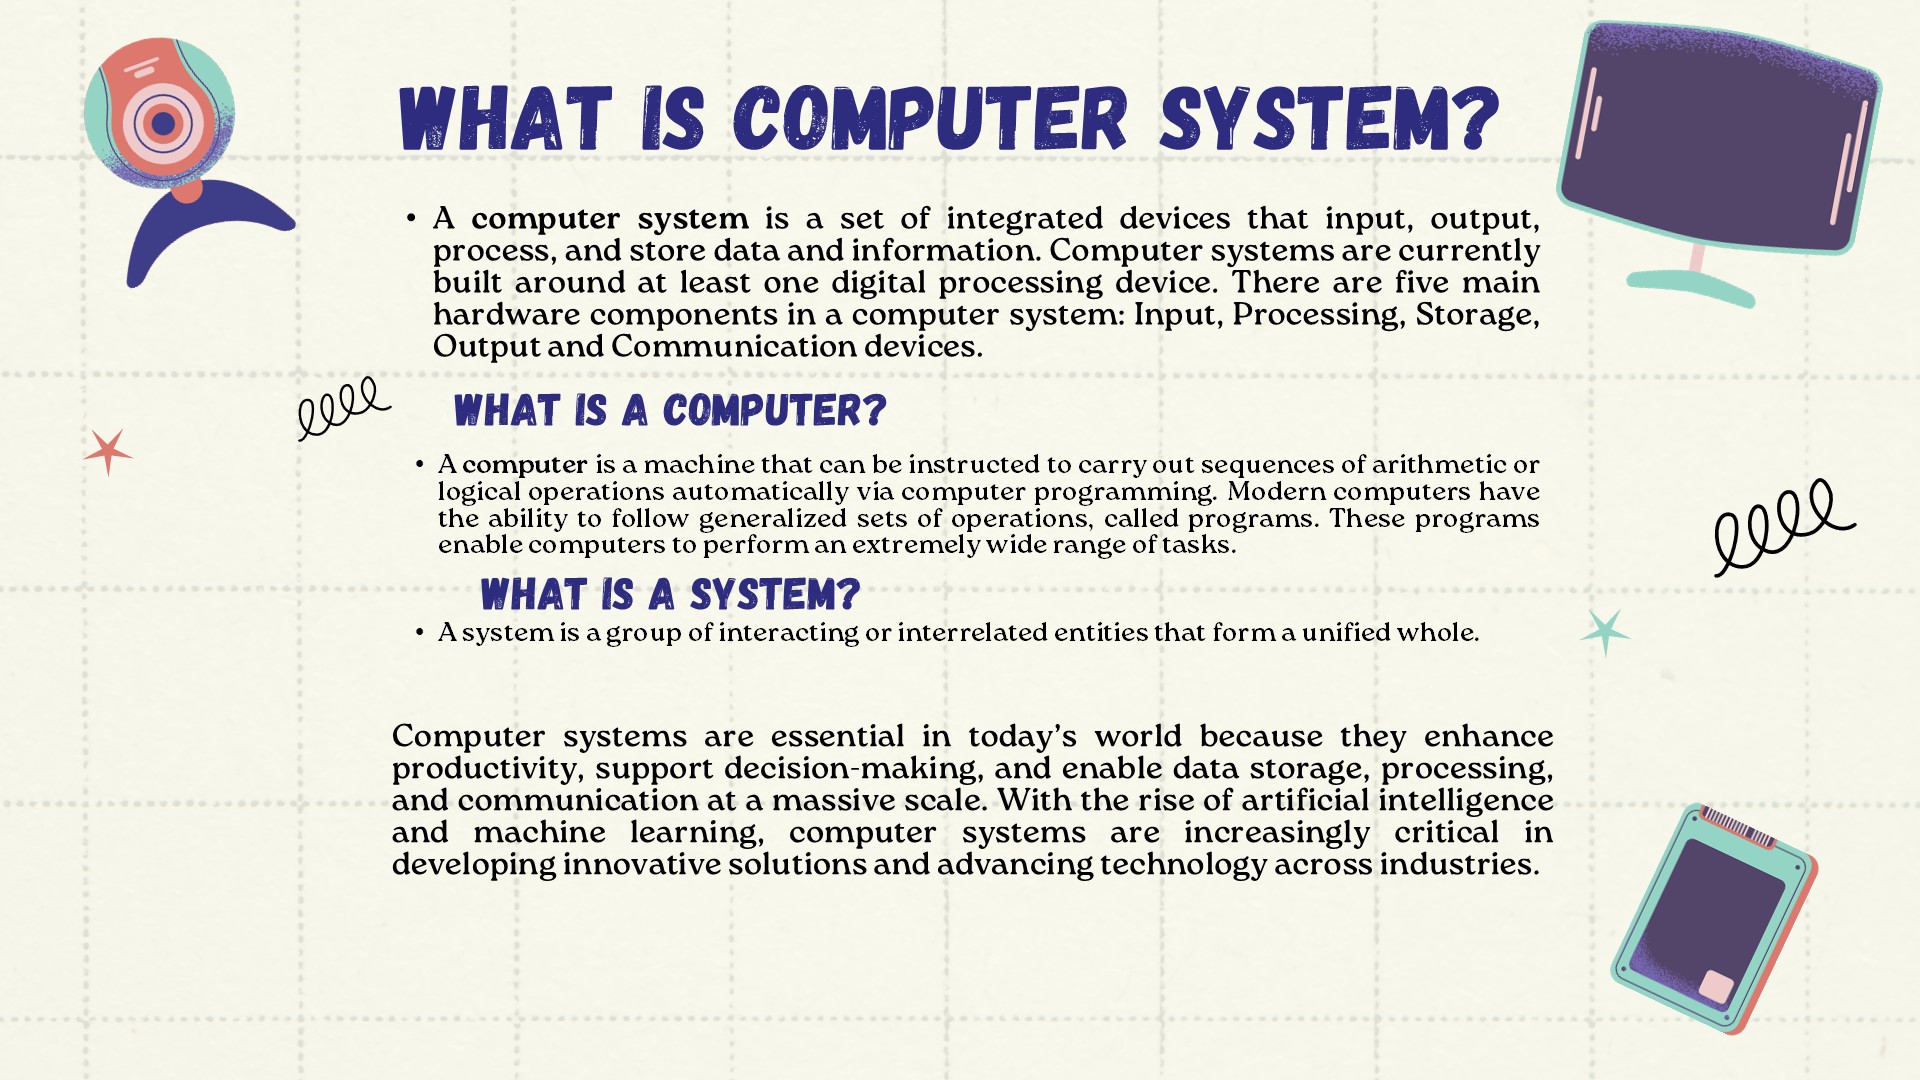 WHAT IS COMPUTER SYSTEM?
• A computer system is a set of integrated devices that input, output,
process, and store data and information. Computer systems are currently
built around at least one digital processing device. There are five main
hardware components in a computer system: Input, Processing, Storage,
Output and Communication devices.
WHAT IS A COMPUTER?
• A computer is a machine that can be instructed to carry out sequences of arithmetic or
logical operations automatically via computer programming. Modern computers have
the ability to follow generalized sets of operations, called programs. These programs
enable computers to perform an extremely wide range of tasks.
WHAT IS A SYSTEM?
• A system is a group of interacting or interrelated entities that form a unified whole.
Computer systems are essential in today’s world because they enhance
productivity, support decision-making, and enable data storage, processing,
and communication at a massive scale. With the rise of artificial intelligence
and machine learning, computer systems are increasingly critical in
developing innovative solutions and advancing technology across industries.